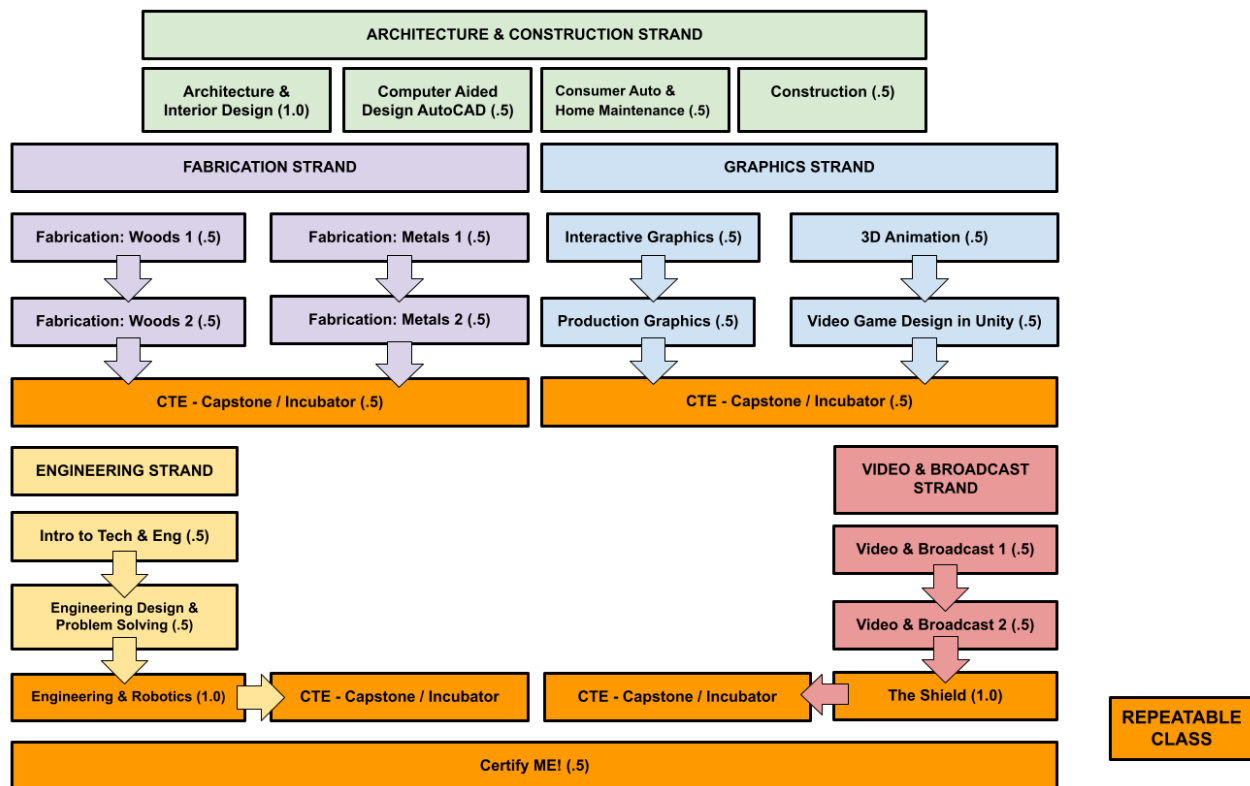 ARCHITECTURE & CONSTRUCTION STRAND
Architecture &
Interior Design (1.0)
Computer Aided
Design AutoCAD (.5)
Consumer Auto &
Home Maintenance (.5)
Construction (.5)
FABRICATION STRAND
GRAPHICS STRAND
Fabrication: Woods 1 (.5)
Fabrication: Metals 1 (.5)
Interactive Graphics (.5)
3D Animation (.5)
Fabrication: Woods 2 (.5)
Fabrication: Metals 2 (.5)
Production Graphics (.5)
Video Game Design in Unity (.5)
CTE - Capstone / Incubator (.5)
CTE - Capstone / Incubator (.5)
ENGINEERING STRAND
VIDEO & BROADCAST
STRAND
Intro to Tech & Eng (.5)
Video & Broadcast 1 (.5)
Engineering Design &
Problem Solving (.5)
Video & Broadcast 2 (.5)
Engineering & Robotics (1.0)
CTE - Capstone / Incubator
CTE - Capstone / Incubator
The Shield (1.0)
REPEATABLE
CLASS
Certify ME! (.5)